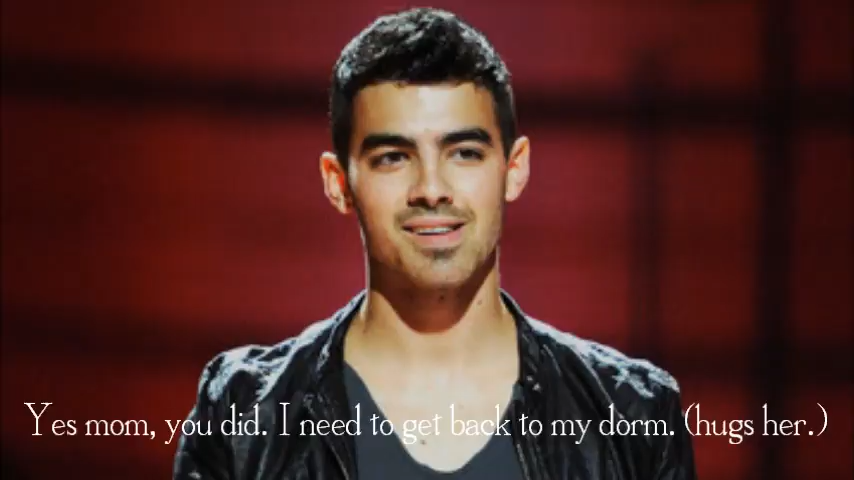 Yes mom, you did. I need to get back to my dorm. (hugs her.)